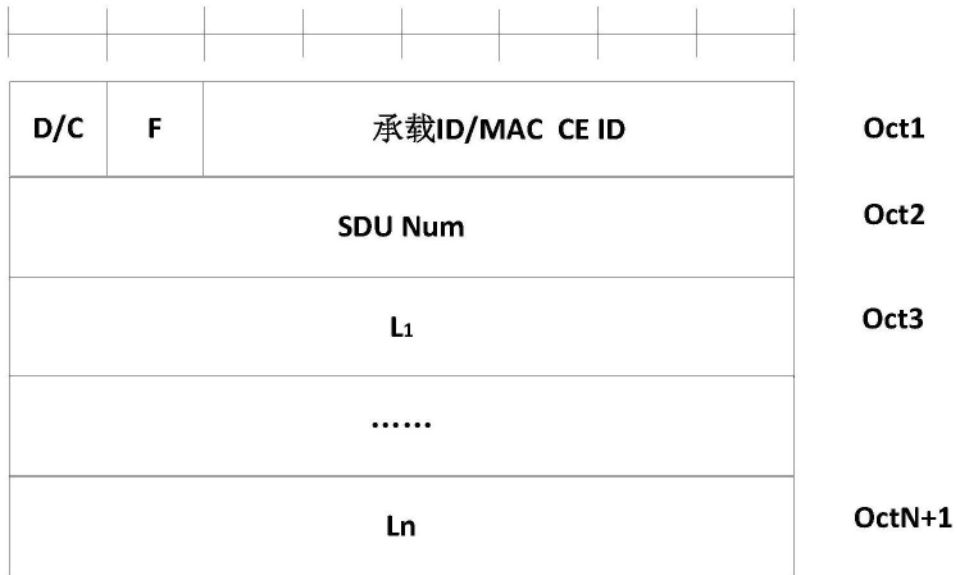 D/C F 承载ID/MAC CE ID Oct1
SDU Num Oct2
L1 Oct3
......
Ln OctN+1